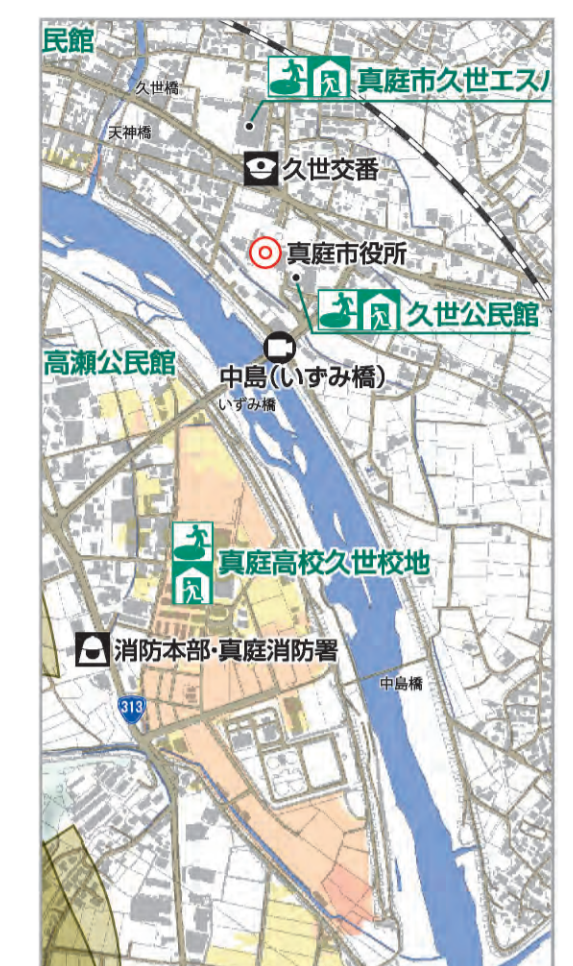 民館
久世橋
真庭市久世エス
天神橋
久世交番
真庭市役所
久世公民館
高瀬公民館
中島(いずみ橋)
いずみ橋
真庭高校久世校地
消防本部・真庭消防署
中島橋
313